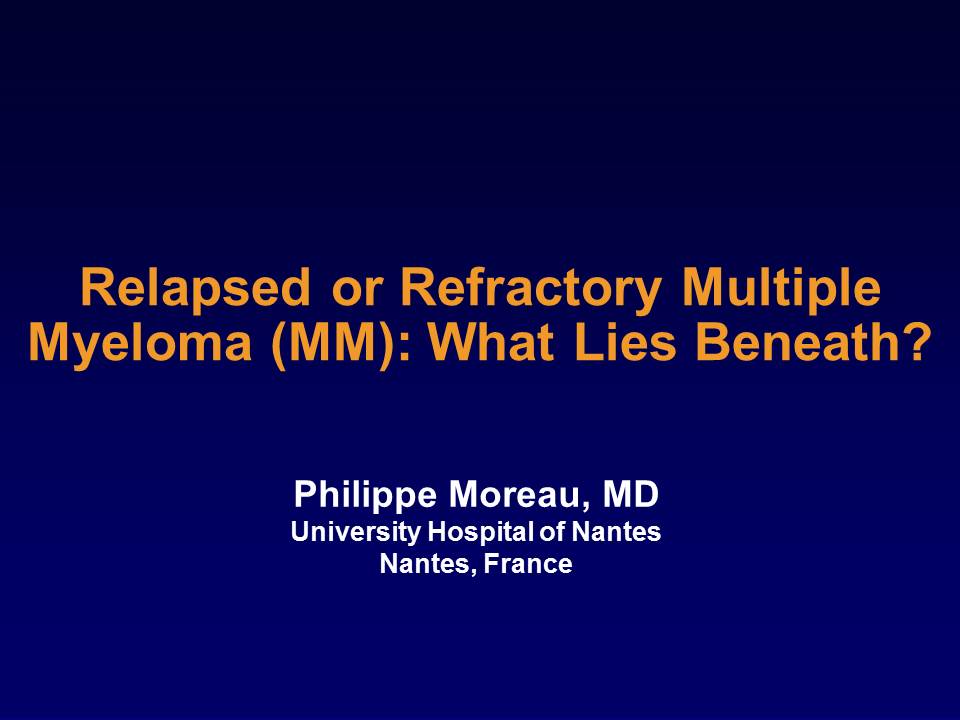 Relapsed or Refractory Multiple
Myeloma (MM): What Lies Beneath?
Philippe Moreau, MD
University Hospital of Nantes
Nantes, France